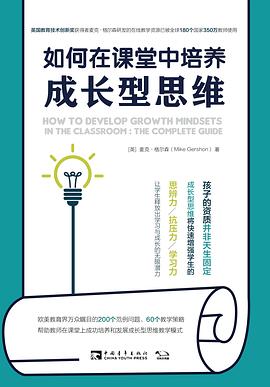 英国教育技术创新奖获得者麦克·格尔森研发的在线教学资源已被全球180个国家350万教师使用
如何在课堂中培养
成长型思维
HOW TO DEVELOP GROWTH MINDSETS
IN THE CLASSROOM : THE COMPLETE GUIDE
[英] 麦克·格尔森 (Mike Gershon) 著
孩子的资质并非天生固定
成长型思维将快速增强学生的
思辨力/抗压力/学习力
让学生释放出学习与成长的无限潜力
欧美教育界万众瞩目的200个范例问题、60个教学策略
帮助教师在课堂上成功培养和发展成长型思维教学模式
中国青年出版社
CHINA YOUTH PRESS